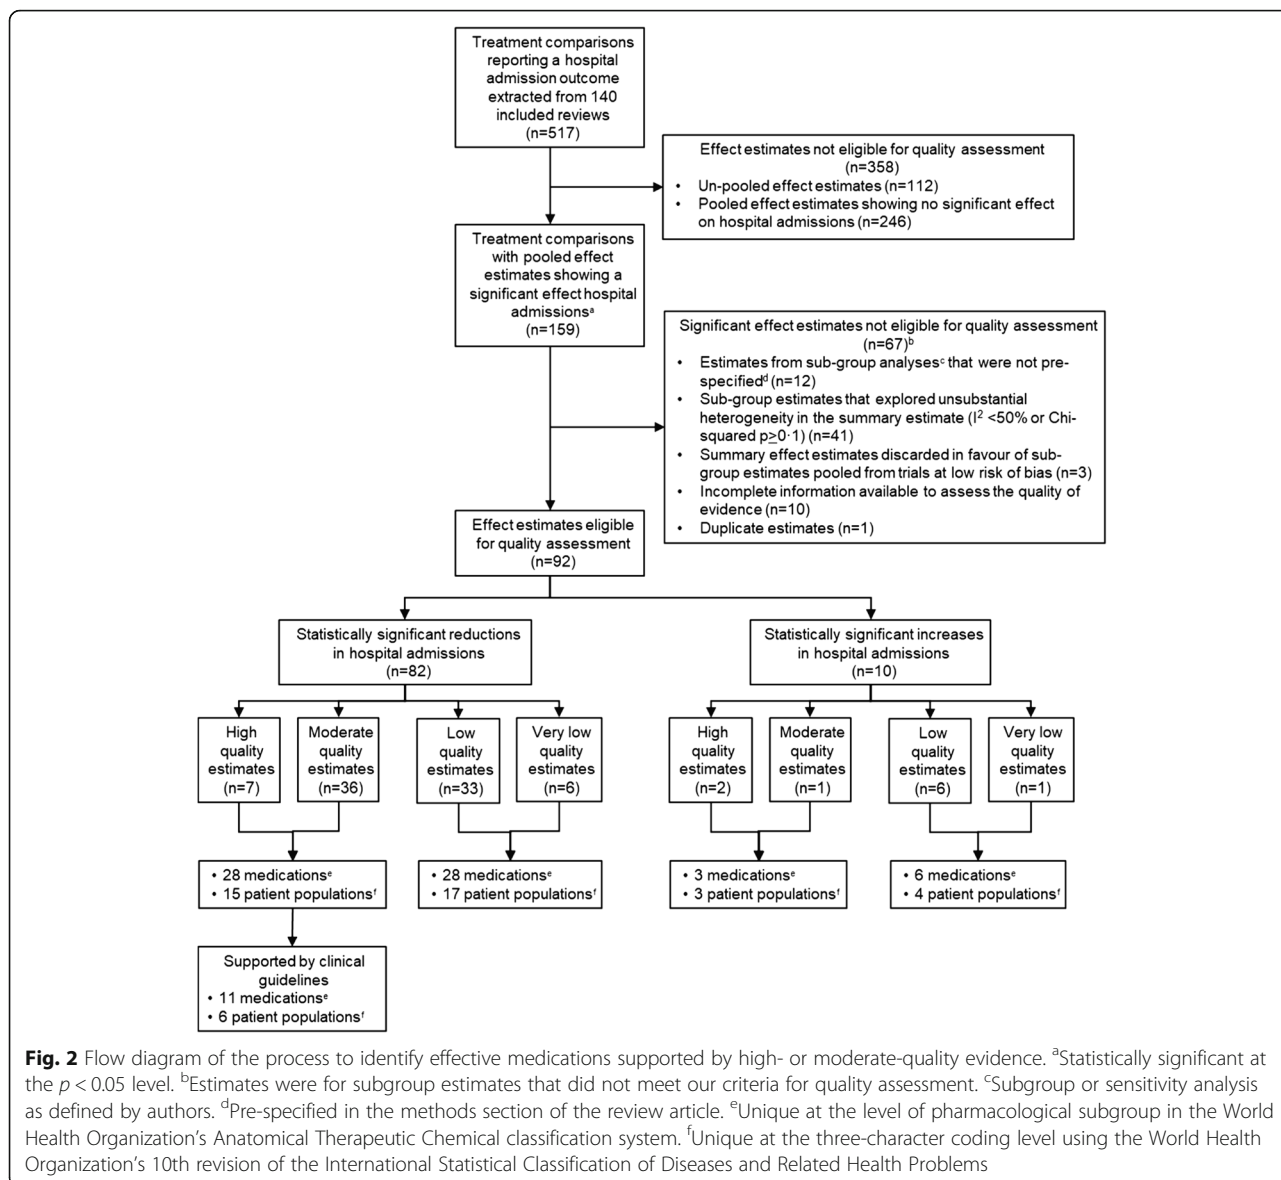 Treatment comparisons
reporting a hospital
admission outcome
extracted from 140
included reviews
(n=517)
Effect estimates not eligible for quality assessment
(n=358)
• Un-pooled effect estimates (n=112)
• Pooled effect estimates showing no significant effect
on hospital admissions (n=246)
Treatment comparisons
with pooled effect
estimates showing a
significant effect hospital
admissionsᵃ
(n=159)
Significant effect estimates not eligible for quality assessment
(n=67)ᵇ
• Estimates from sub-group analysesᶜ that were not pre-
specifiedᵈ (n=12)
• Sub-group estimates that explored unsubstantial
heterogeneity in the summary estimate (I² <50% or Chi-
squared p≥0·1) (n=41)
• Summary effect estimates discarded in favour of sub-
group estimates pooled from trials at low risk of bias (n=3)
• Incomplete information available to assess the quality of
evidence (n=10)
• Duplicate estimates (n=1)
Effect estimates eligible
for quality assessment
(n=92)
Statistically significant reductions
in hospital admissions
(n=82)
Statistically significant increases
in hospital admissions
(n=10)
High
quality
estimates
(n=7)
Moderate
quality
estimates
(n=36)
Low
quality
estimates
(n=33)
Very low
quality
estimates
(n=6)
High
quality
estimates
(n=2)
Moderate
quality
estimates
(n=1)
Low
quality
estimates
(n=6)
Very low
quality
estimates
(n=1)
• 28 medicationsᵉ
• 15 patient populationsᶠ
• 28 medicationsᵉ
• 17 patient populationsᶠ
• 3 medicationsᵉ
• 3 patient populationsᶠ
• 6 medicationsᵉ
• 4 patient populationsᶠ
Supported by clinical
guidelines
• 11 medicationsᵉ
• 6 patient populationsᶠ
Fig. 2 Flow diagram of the process to identify effective medications supported by high- or moderate-quality evidence. ᵃStatistically significant at
the p < 0.05 level. ᵇEstimates were for subgroup estimates that did not meet our criteria for quality assessment. ᶜSubgroup or sensitivity analysis
as defined by authors. ᵈPre-specified in the methods section of the review article. ᵉUnique at the level of pharmacological subgroup in the World
Health Organization's Anatomical Therapeutic Chemical classification system. ᶠUnique at the three-character coding level using the World Health
Organization's 10th revision of the International Statistical Classification of Diseases and Related Health Problems